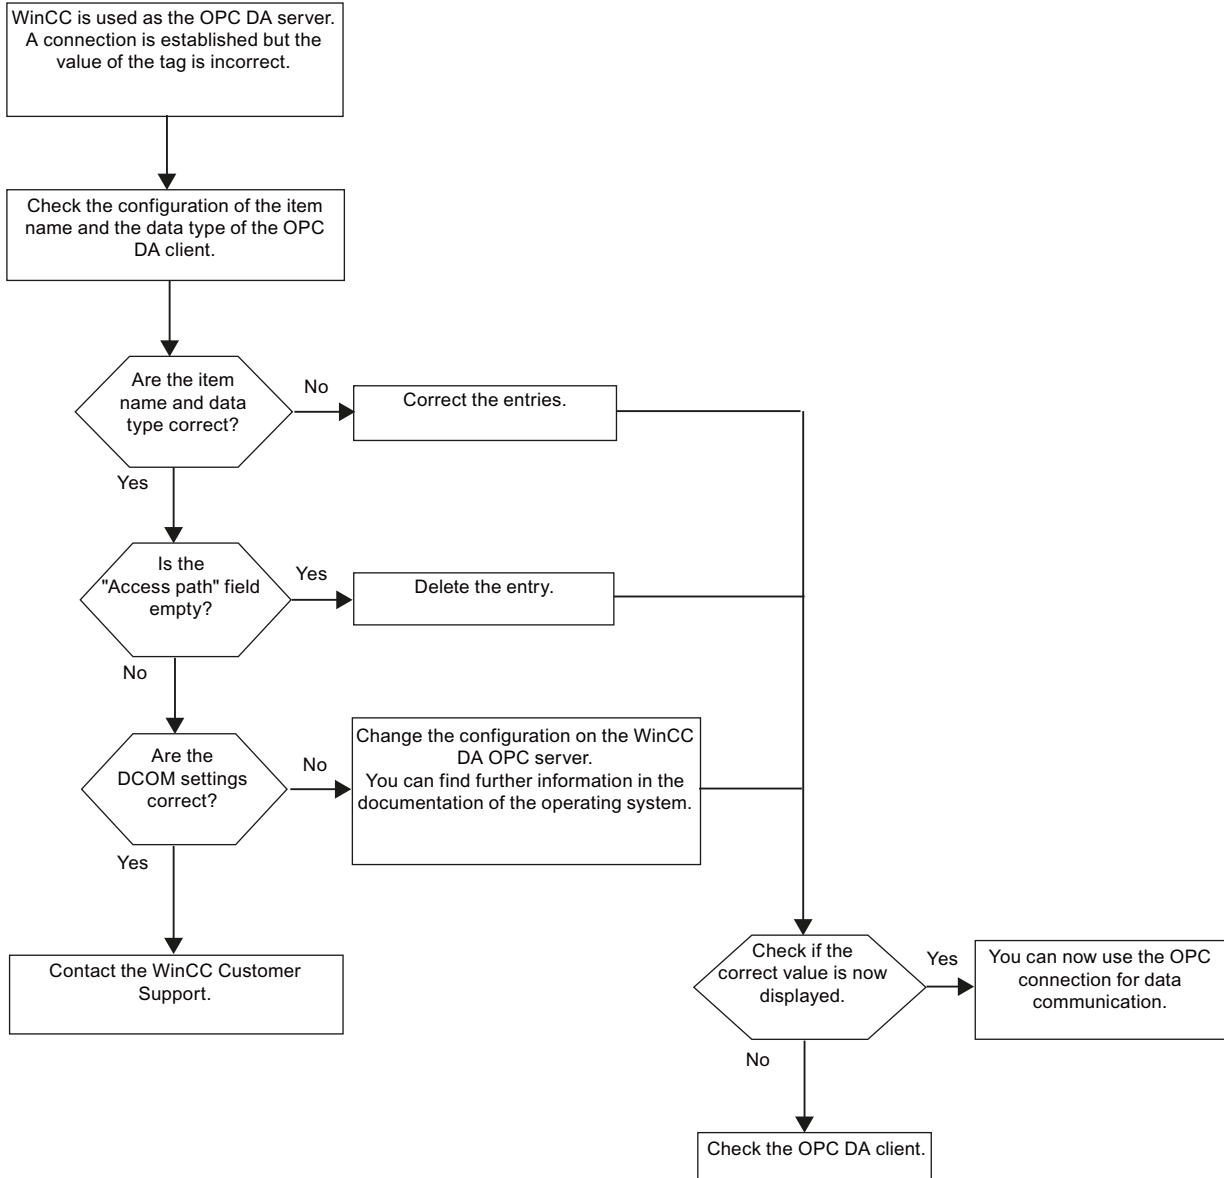 WinCC is used as the OPC DA server.
A connection is established but the
value of the tag is incorrect.
Check the configuration of the item
name and the data type of the OPC
DA client.
Are the item
name and data
type correct?
No
Correct the entries.
Yes
Is the
"Access path" field
empty?
Yes
Delete the entry.
No
Are the
DCOM settings
correct?
No
Change the configuration on the WinCC
DA OPC server.
You can find further information in the
documentation of the operating system.
Yes
Contact the WinCC Customer
Support.
Check if the
correct value is now
displayed.
Yes
You can now use the OPC
connection for data
communication.
No
Check the OPC DA client.